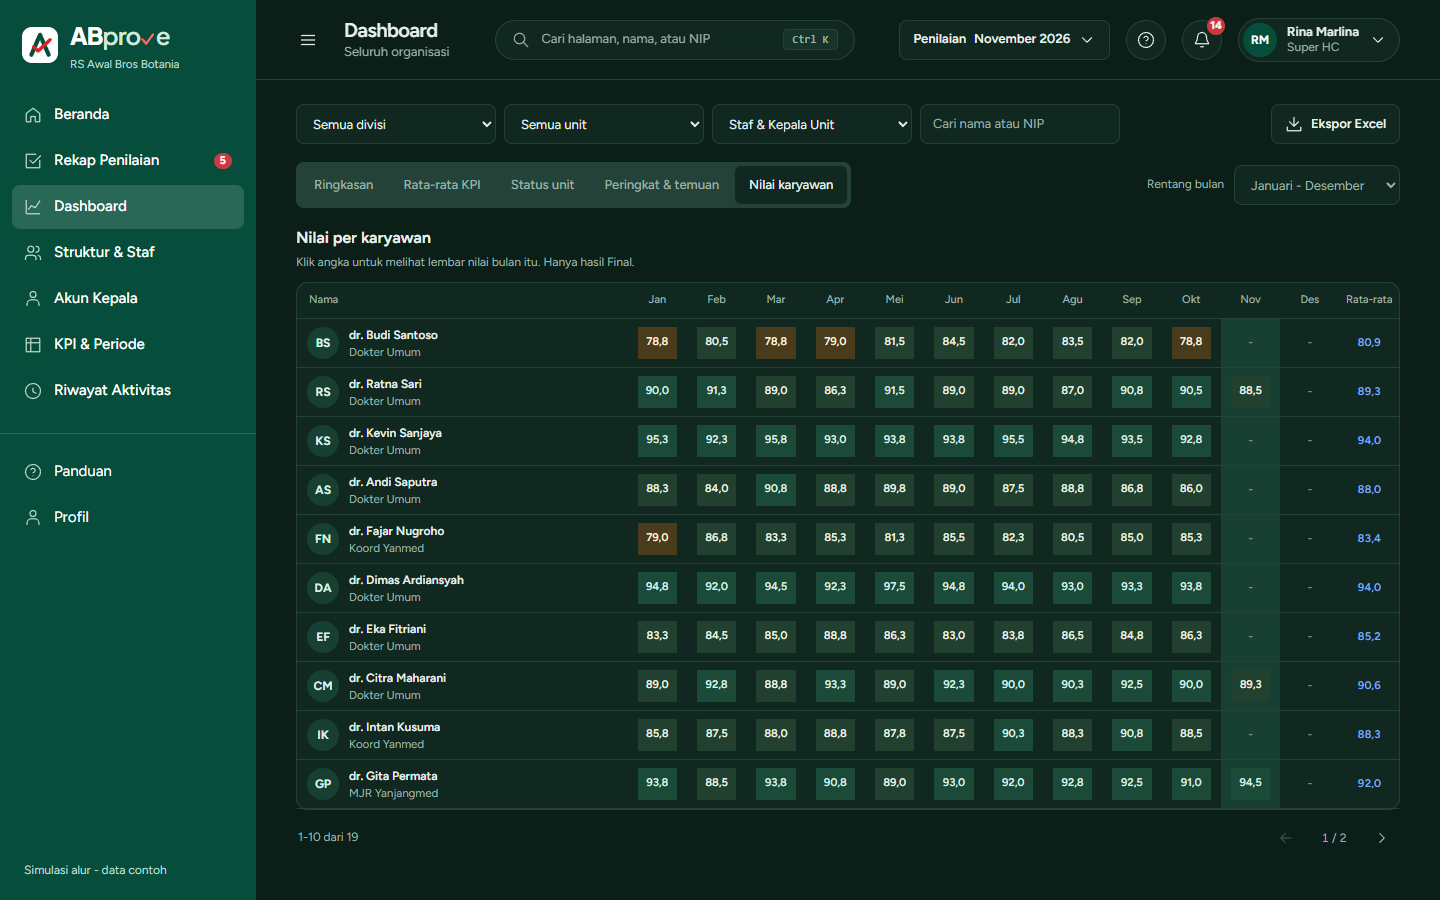 ABprove
RS Awal Bros Botania
Beranda
Rekap Penilaian 5
Dashboard
Struktur & Staf
Akun Kepala
KPI & Periode
Riwayat Aktivitas
Panduan
Profil
Simulasi alur - data contoh
Dashboard
Seluruh organisasi
Cari halaman, nama, atau NIP Ctrl K
Penilaian November 2026
14
RM
Rina Marlina
Super HC
Semua divisi
Semua unit
Staf & Kepala Unit
Cari nama atau NIP
Ekspor Excel
Ringkasan Rata-rata KPI Status unit Peringkat & temuan Nilai karyawan
Rentang bulan Januari - Desember
Nilai per karyawan
Klik angka untuk melihat lembar nilai bulan itu. Hanya hasil Final.
Nama Jan Feb Mar Apr Mei Jun Jul Agu Sep Okt Nov Des Rata-rata
BS dr. Budi Santoso 78,8 80,5 78,8 79,0 81,5 84,5 82,0 83,5 82,0 78,8 - - 80,9
Dokter Umum
RS dr. Ratna Sari 90,0 91,3 89,0 86,3 91,5 89,0 89,0 87,0 90,8 90,5 88,5 - 89,3
Dokter Umum
KS dr. Kevin Sanjaya 95,3 92,3 95,8 93,0 93,8 93,8 95,5 94,8 93,5 92,8 - - 94,0
Dokter Umum
AS dr. Andi Saputra 88,3 84,0 90,8 88,8 89,8 89,0 87,5 88,8 86,8 86,0 - - 88,0
Dokter Umum
FN dr. Fajar Nugroho 79,0 86,8 83,3 85,3 81,3 85,5 82,3 80,5 85,0 85,3 - - 83,4
Koord Yanmed
DA dr. Dimas Ardiansyah 94,8 92,0 94,5 92,3 97,5 94,8 94,0 93,0 93,3 93,8 - - 94,0
Dokter Umum
EF dr. Eka Fitriani 83,3 84,5 85,0 88,8 86,3 83,0 83,8 86,5 84,8 86,3 - - 85,2
Dokter Umum
CM dr. Citra Maharani 89,0 92,8 88,8 93,3 89,0 92,3 90,0 90,3 92,5 90,0 89,3 - 90,6
Dokter Umum
IK dr. Intan Kusuma 85,8 87,5 88,0 88,8 87,8 87,5 90,3 88,3 90,8 88,5 - - 88,3
Koord Yanmed
GP dr. Gita Permata 93,8 88,5 93,8 90,8 89,0 93,0 92,0 92,8 92,5 91,0 94,5 - 92,0
MJR Yanjangmed
1-10 dari 19
1 / 2